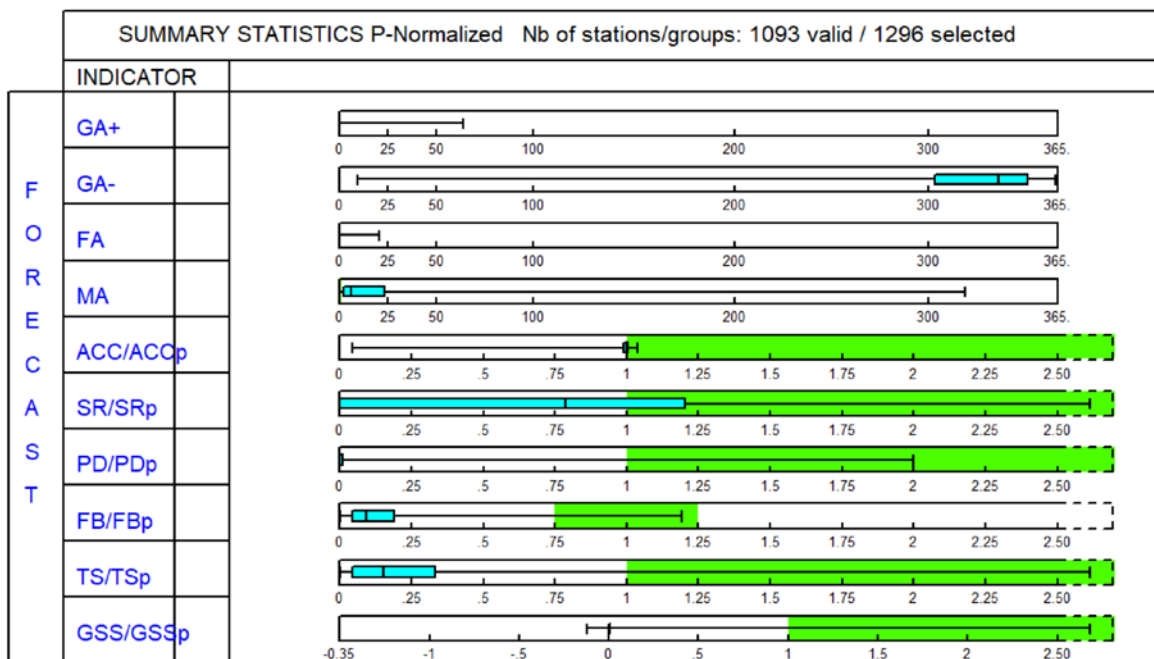 SUMMARY STATISTICS P-Normalized Nb of stations/groups: 1093 valid / 1296 selected
INDICATOR
FORECAST
GA+
0 25 50 100 200 300 365.
GA-
0 25 50 100 200 300 365.
FA
0 25 50 100 200 300 365.
MA
0 25 50 100 200 300 365.
ACC/ACCp
0 .25 .5 .75 1 1.25 1.5 1.75 2 2.25 2.50
SR/SRp
0 .25 .5 .75 1 1.25 1.5 1.75 2 2.25 2.50
PD/PDp
0 .25 .5 .75 1 1.25 1.5 1.75 2 2.25 2.50
FB/FBp
0 .25 .5 .75 1 1.25 1.5 1.75 2 2.25 2.50
TS/TSp
0 .25 .5 .75 1 1.25 1.5 1.75 2 2.25 2.50
GSS/GSSp
-0.35 -1 -.5 0 .5 1 1.5 2 2.50